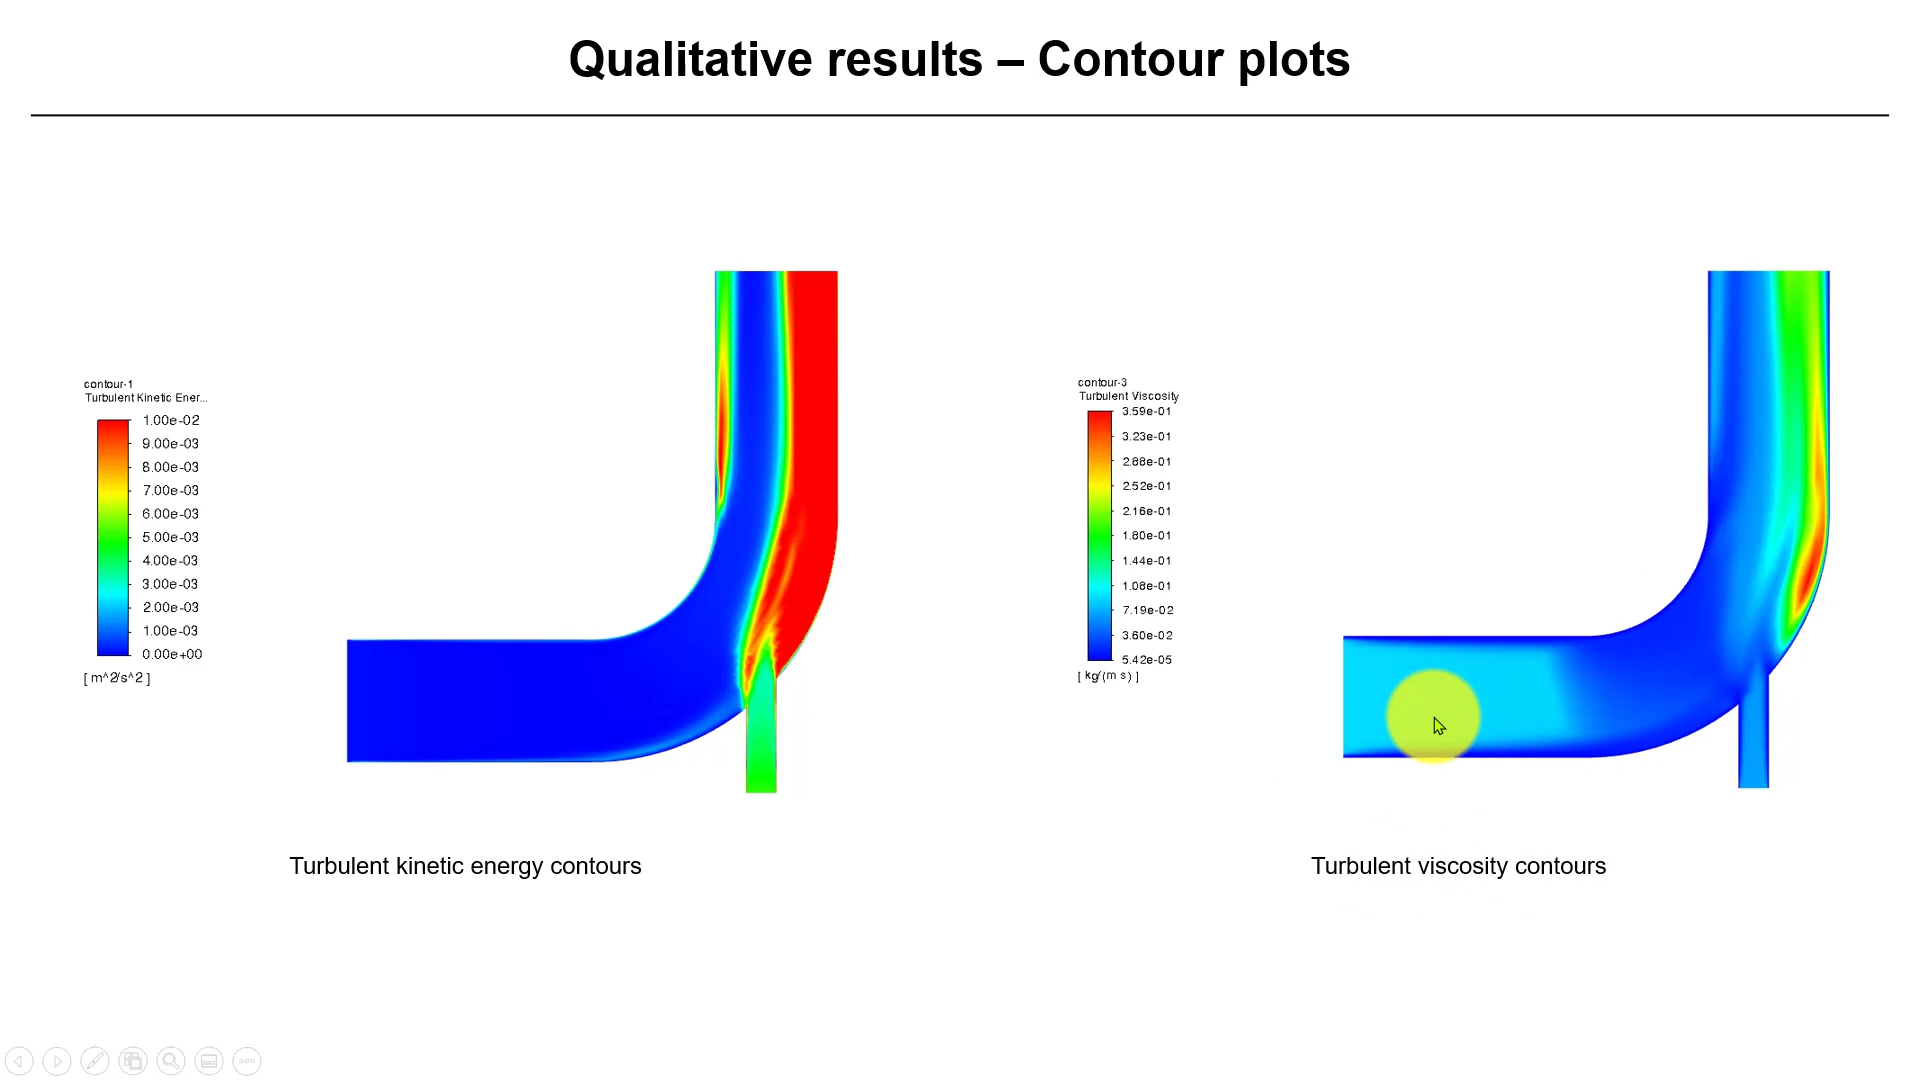 Qualitative results – Contour plots
contour-1
Turbulent Kinetic Ener...
1.00e-02
9.00e-03
8.00e-03
7.00e-03
6.00e-03
5.00e-03
4.00e-03
3.00e-03
2.00e-03
1.00e-03
0.00e+00
[ m^2/s^2 ]
contour-3
Turbulent Viscosity
3.59e-01
3.23e-01
2.88e-01
2.52e-01
2.16e-01
1.80e-01
1.44e-01
1.08e-01
7.19e-02
3.60e-02
5.42e-05
[ kg/(m s) ]
Turbulent kinetic energy contours
Turbulent viscosity contours